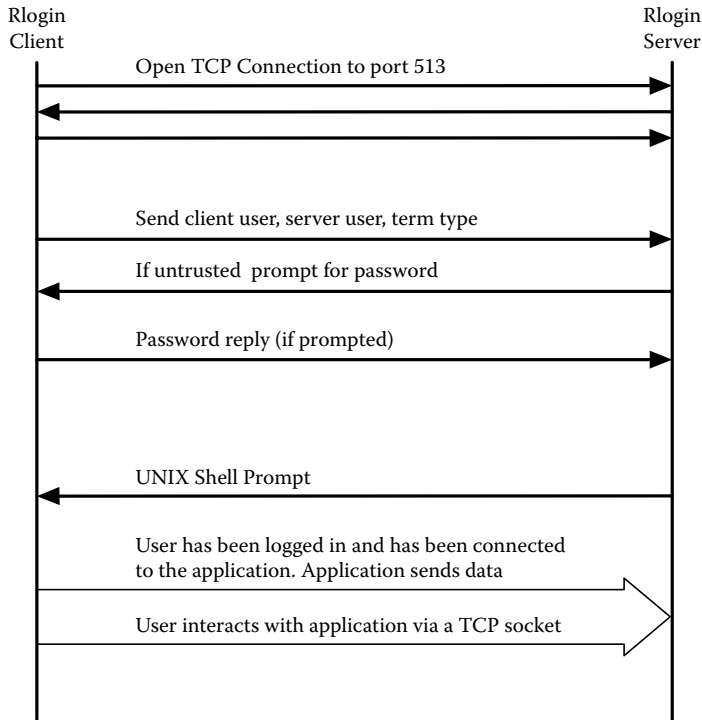 Rlogin
Client
Rlogin
Server
Open TCP Connection to port 513
Send client user, server user, term type
If untrusted prompt for password
Password reply (if prompted)
UNIX Shell Prompt
User has been logged in and has been connected
to the application. Application sends data
User interacts with application via a TCP socket